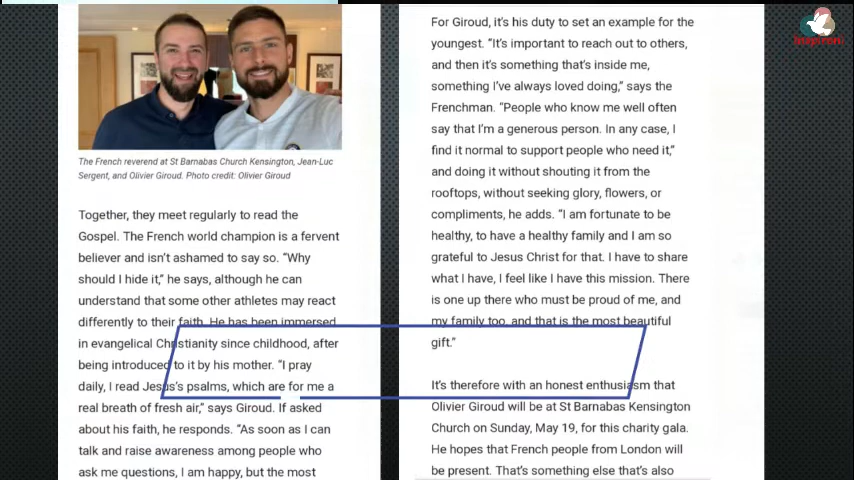 The French reverend at St Barnabas Church Kensington, Jean-Luc
Sergent, and Olivier Giroud. Photo credit: Olivier Giroud
Together, they meet regularly to read the
Gospel. The French world champion is a fervent
believer and isn't ashamed to say so. "Why
should I hide it," he says, although he can
understand that some other athletes may react
differently to their faith. He has been immersed
in evangelical Christianity since childhood, after
being introduced to it by his mother. "I pray
daily, I read Jesus's psalms, which are for me a
real breath of fresh air," says Giroud. If asked
about his faith, he responds. "As soon as I can
talk and raise awareness among people who
ask me questions, I am happy, but the most
For Giroud, it's his duty to set an example for the
youngest. "It's important to reach out to others,
and then it's something that's inside me,
something I've always loved doing," says the
Frenchman. "People who know me well often
say that I'm a generous person. In any case, I
find it normal to support people who need it,"
and doing it without shouting it from the
rooftops, without seeking glory, flowers, or
compliments, he adds. "I am fortunate to be
healthy, to have a healthy family and I am so
grateful to Jesus Christ for that. I have to share
what I have, I feel like I have this mission. There
is one up there who must be proud of me, and
my family too, and that is the most beautiful
gift."
It's therefore with an honest enthusiasm that
Olivier Giroud will be at St Barnabas Kensington
Church on Sunday, May 19, for this charity gala.
He hopes that French people from London will
be present. That's something else that's also